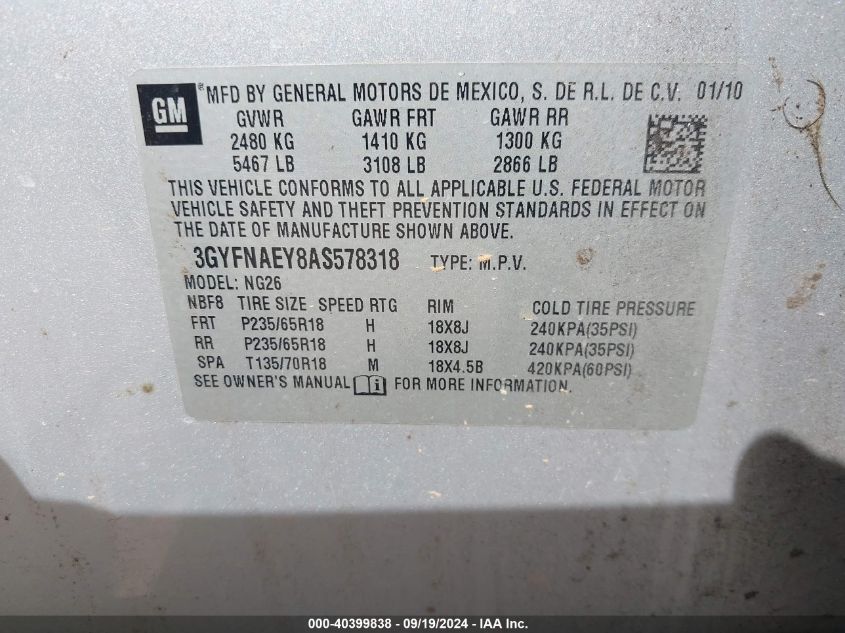 GM ® MFD BY GENERAL MOTORS DE MEXICO, S. DE R.L. DE C.V. 01/10
GVWR GAWR FRT GAWR RR
2480 KG 1410 KG 1300 KG
5467 LB 3108 LB 2866 LB
THIS VEHICLE CONFORMS TO ALL APPLICABLE U.S. FEDERAL MOTOR
VEHICLE SAFETY AND THEFT PREVENTION STANDARDS IN EFFECT ON
THE DATE OF MANUFACTURE SHOWN ABOVE.
3GYFNAEY8AS578318 TYPE: M.P.V.
MODEL: NG26
NBF8 TIRE SIZE SPEED RTG RIM COLD TIRE PRESSURE
FRT P235/65R18 H 18X8J 240KPA(35PSI)
RR P235/65R18 H 18X8J 240KPA(35PSI)
SPA T135/70R18 M 18X4.5B 420KPA(60PSI)
SEE OWNER'S MANUAL i FOR MORE INFORMATION.
000-40399838 - 09/19/2024 - IAA Inc.